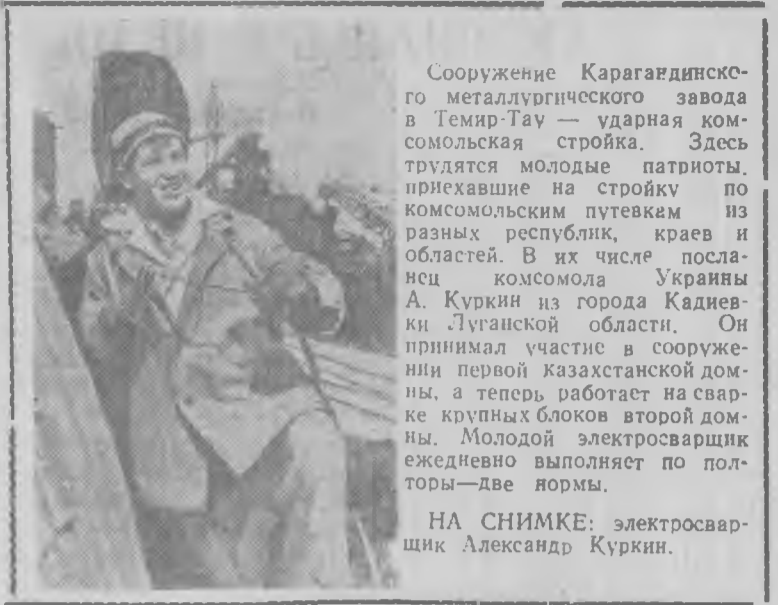 Сооружение Карагандинско-
го металлургического завода
в Темир-Тау — ударная ком-
сомольская стройка. Здесь
трудятся молодые патриоты,
приехавшие на стройку по
комсомольским путевкам из
разных республик, краев и
областей. В их числе посла-
нец комсомола Украины
А. Куркин из города Кадиев-
ки Луганской области. Он
принимал участие в сооруже-
нии первой казахстанской дом-
ны, а теперь работает на свар-
ке крупных блоков второй дом-
ны. Молодой электросварщик
ежедневно выполняет по пол-
торы—две нормы.
НА СНИМКЕ: электросвар-
щик Александр Куркин.